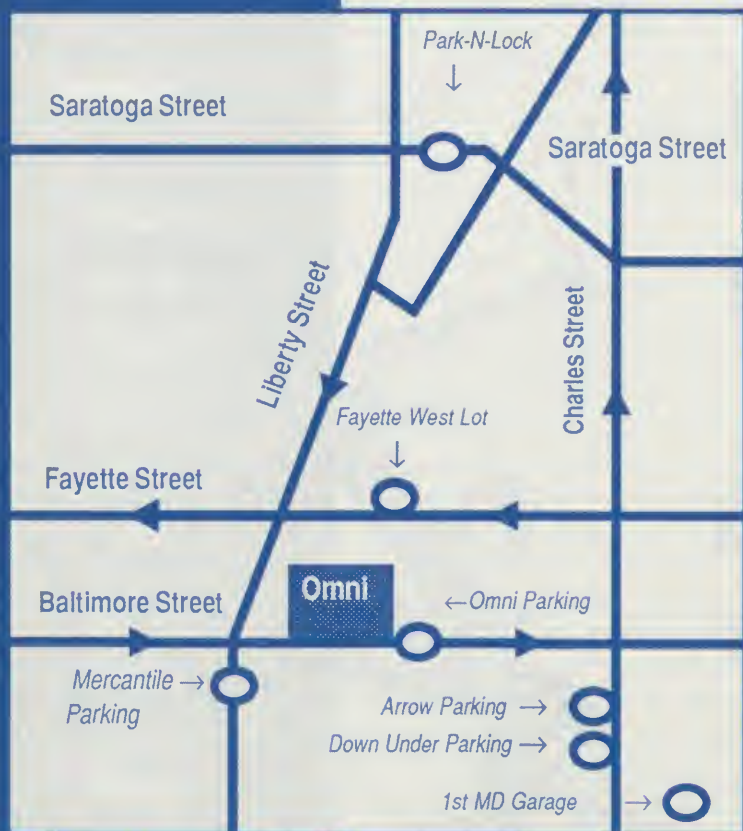 Park-N-Lock
↓
Saratoga Street
Saratoga Street
Liberty Street
Charles Street
Fayette West Lot
↓
Fayette Street
Omni
Baltimore Street
←Omni Parking
Mercantile →
Parking
Arrow Parking →
Down Under Parking →
1st MD Garage →